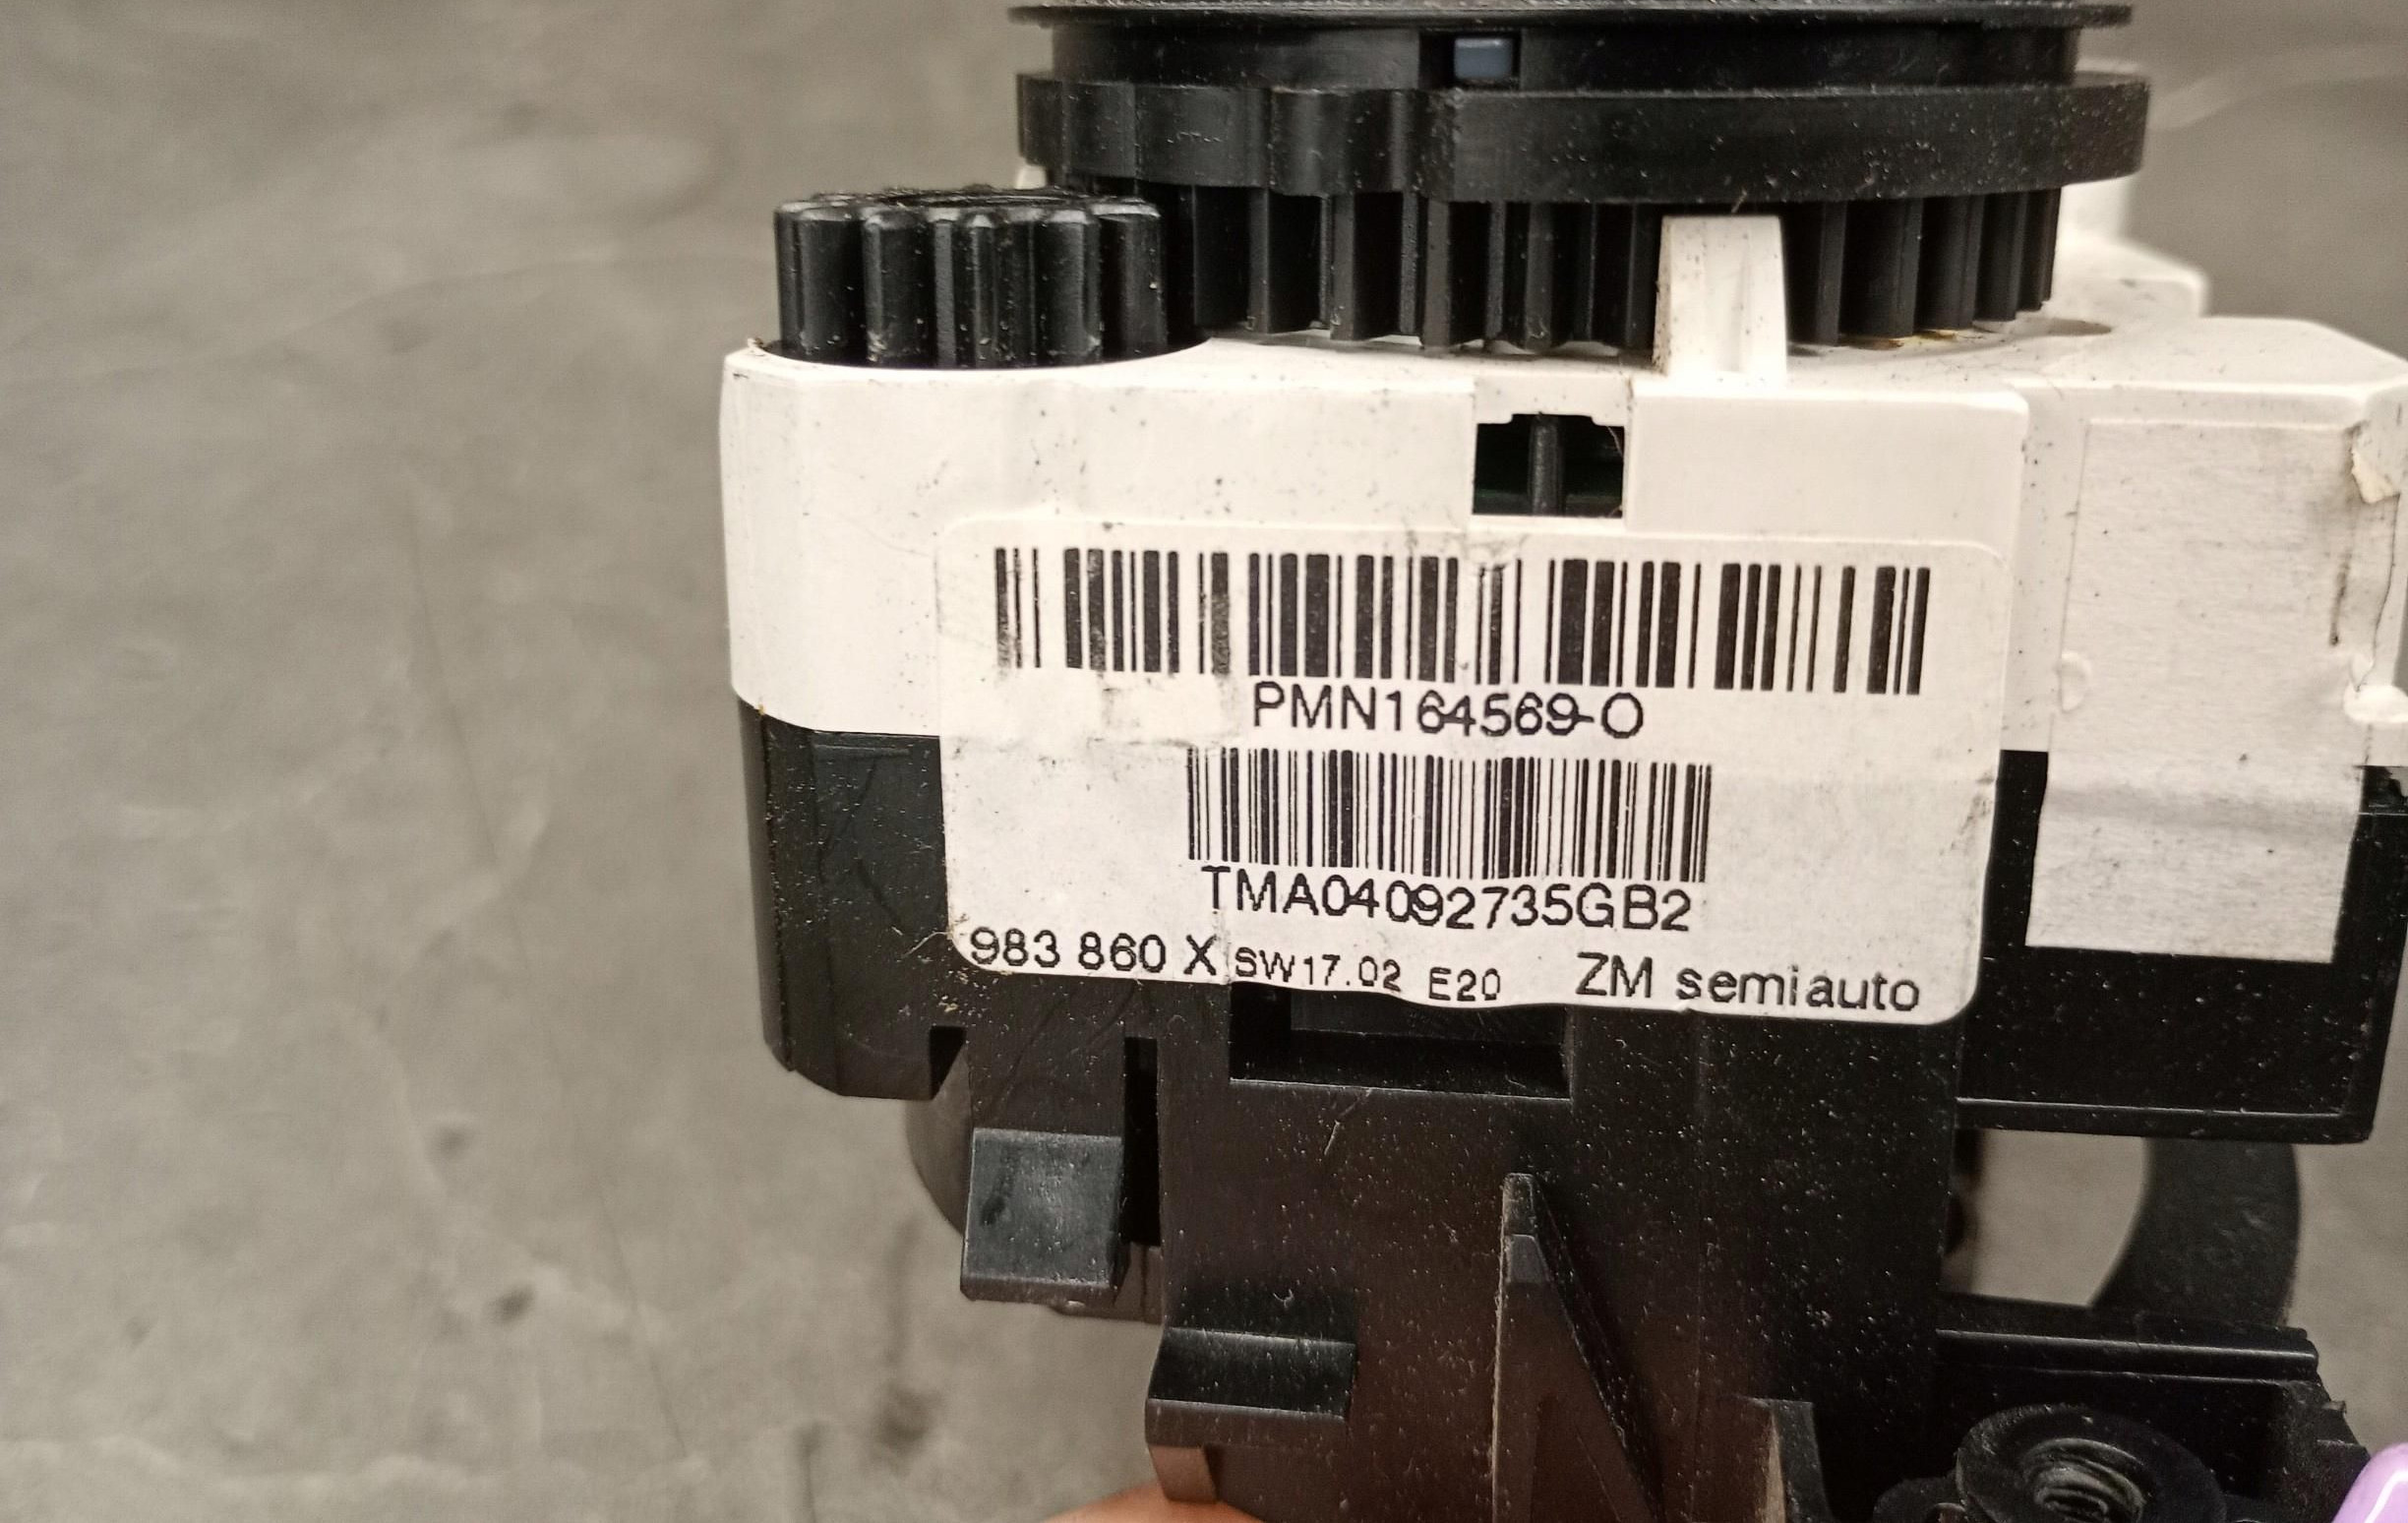 PMN164569-O
TMA04092735GB2
983 860 X SW17.02 E20 ZM semiauto